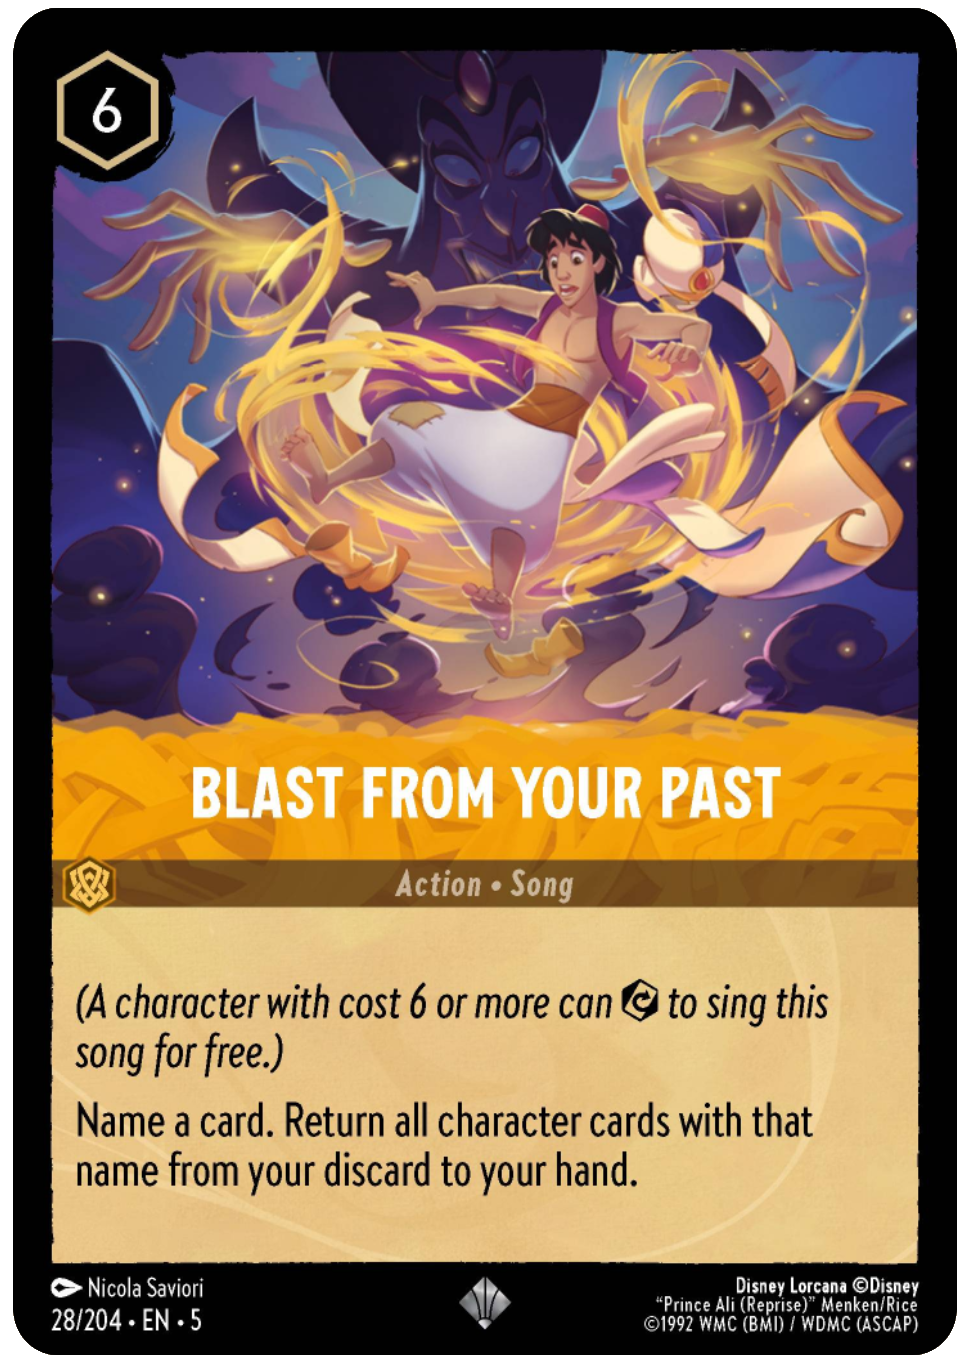 6
BLAST FROM YOUR PAST
Action • Song
(A character with cost 6 or more can to sing this
song for free.)
Name a card. Return all character cards with that
name from your discard to your hand.
Nicola Saviori
28/204 • EN • 5
Disney Lorcana ©Disney
"Prince Ali (Reprise)" Menken/Rice
©1992 WMC (BMI) / WDMC (ASCAP)